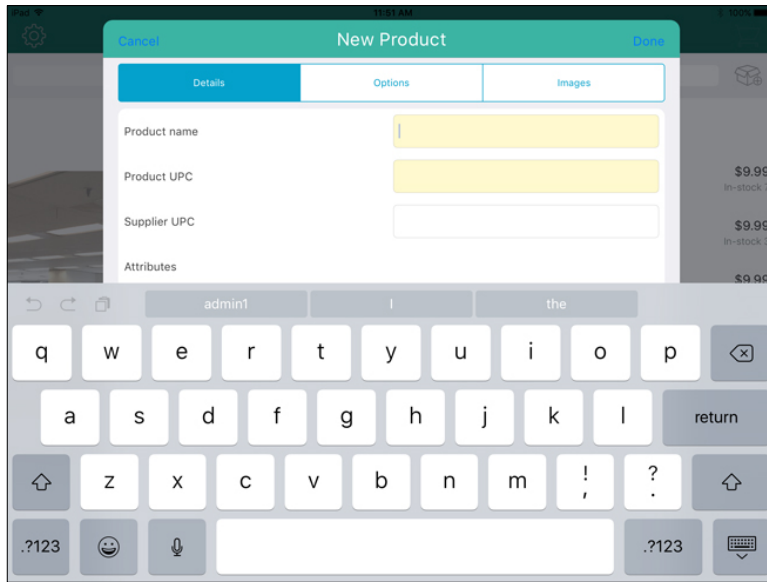 iPad 11:51 AM 100%
Cancel New Product Done
Details Options Images
Product name
Product UPC
Supplier UPC
Attributes
$9.99
In-stock
$9.99
In-stock
$9.99
admin1 I the
q w e r t y u i o p
a s d f g h j k l return
z x c v b n m ! , ? .
.?123 .?123